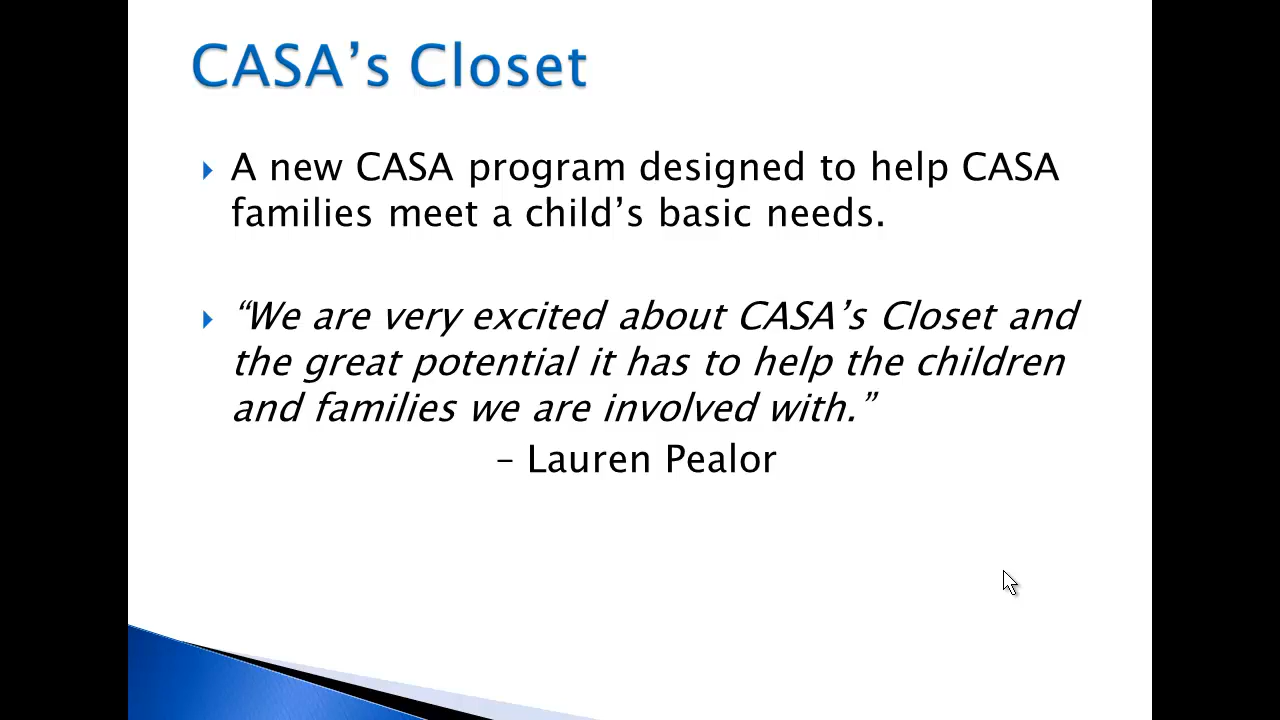 CASA’s Closet
A new CASA program designed to help CASA
families meet a child’s basic needs.
“We are very excited about CASA’s Closet and
the great potential it has to help the children
and families we are involved with.”
– Lauren Pealor